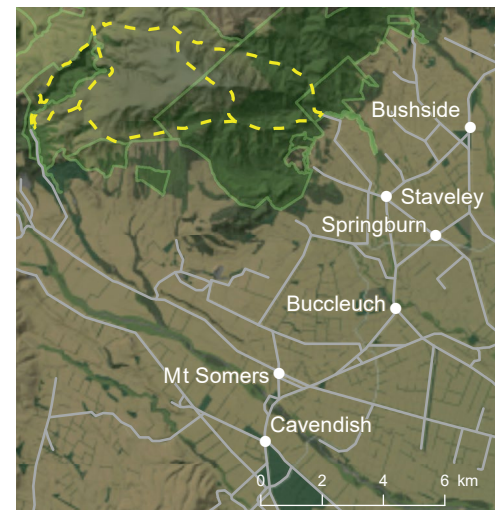 Bushside
Staveley
Springburn
Buccleuch
Mt Somers
Cavendish
0 2 4 6 km